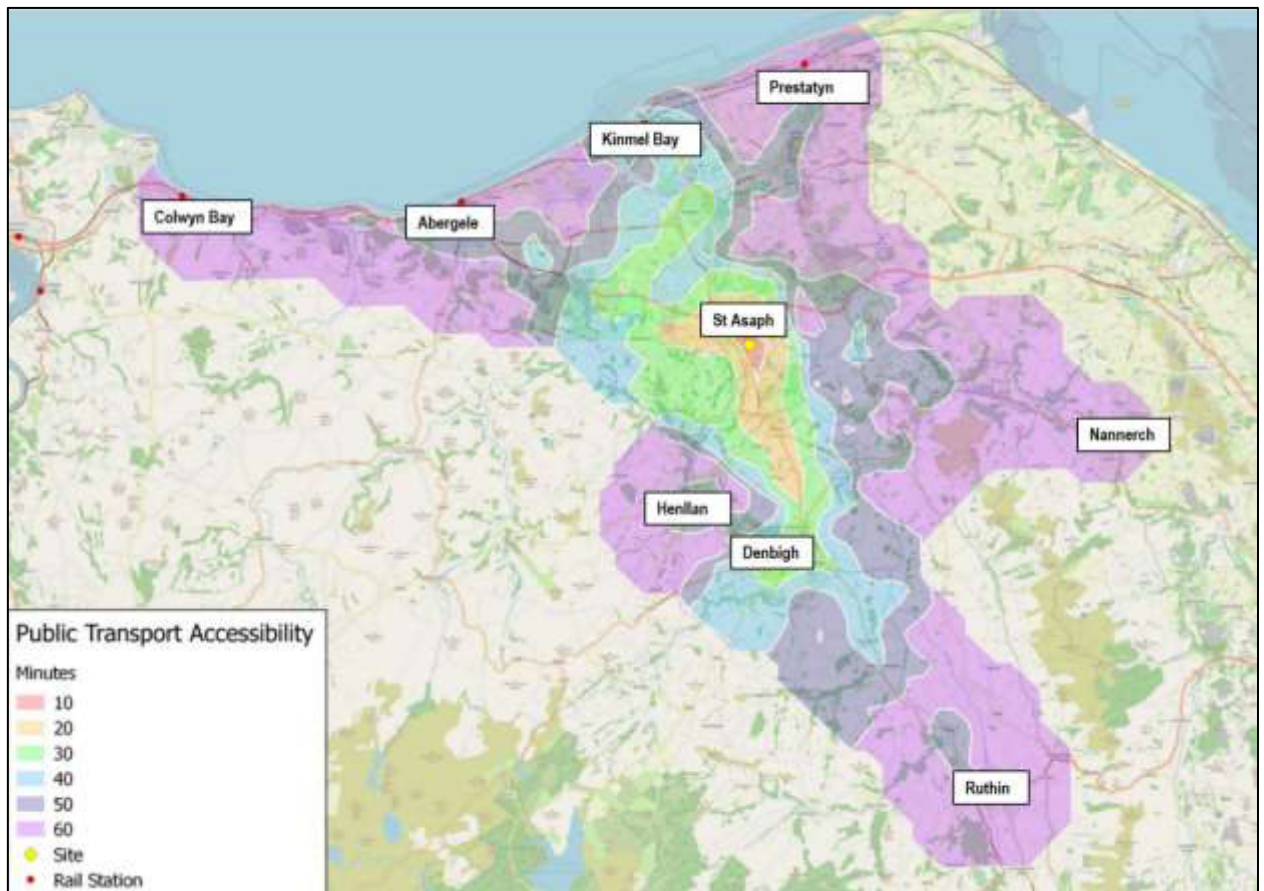 Prestatyn
Kinmel Bay
Colwyn Bay
Abergele
St Asaph
Nannerch
Henllan
Denbigh
Ruthin
Public Transport Accessibility
Minutes
10
20
30
40
50
60
Site
Rail Station